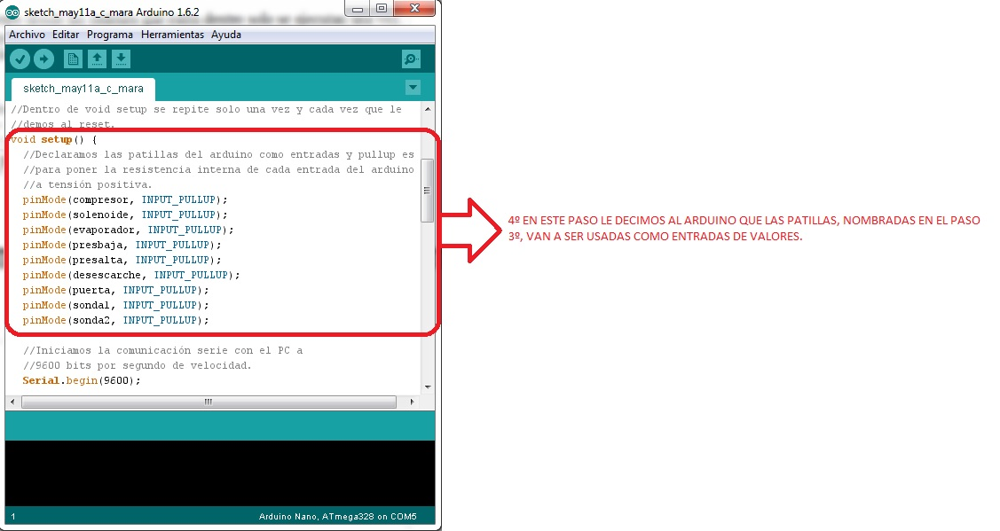 sketch_may11a_c_mara Arduino 1.6.2
Archivo Editar Programa Herramientas Ayuda
sketch_may11a_c_mara
//Dentro de void setup se repite solo una vez y cada vez que le
//demos al reset.
void setup() {
//Declaramos las patillas del arduino como entradas y pullup es
//para poner la resistencia interna de cada entrada del arduino
//a tensión positiva.
pinMode(compresor, INPUT_PULLUP);
pinMode(solenoide, INPUT_PULLUP);
pinMode(evaporador, INPUT_PULLUP);
pinMode(presbaja, INPUT_PULLUP);
pinMode(presalta, INPUT_PULLUP);
pinMode(desescarche, INPUT_PULLUP);
pinMode(puerta, INPUT_PULLUP);
pinMode(sonda1, INPUT_PULLUP);
pinMode(sonda2, INPUT_PULLUP);
//Iniciamos la comunicación serie con el PC a
//9600 bits por segundo de velocidad.
Serial.begin(9600);
1
Arduino Nano, ATmega328 on COM5
4º EN ESTE PASO LE DECIMOS AL ARDUINO QUE LAS PATILLAS, NOMBRADAS EN EL PASO
3º, VAN A SER USADAS COMO ENTRADAS DE VALORES.